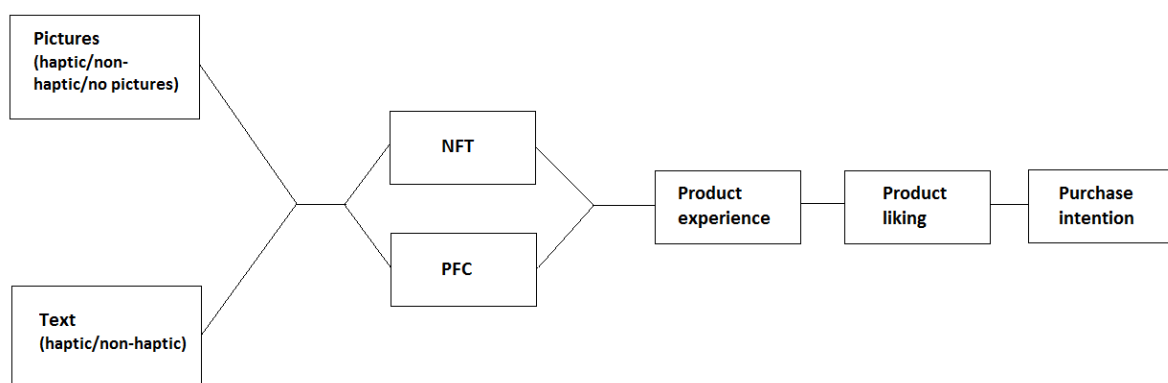 Pictures
(haptic/non-
haptic/no pictures)
NFT
Product
experience
Product
liking
Purchase
intention
PFC
Text
(haptic/non-haptic)